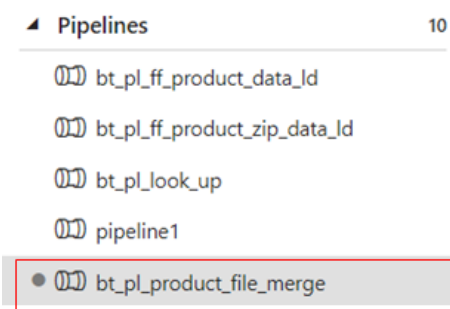 Pipelines 10
bt_pl_ff_product_data_ld
bt_pl_ff_product_zip_data_ld
bt_pl_look_up
pipeline1
bt_pl_product_file_merge